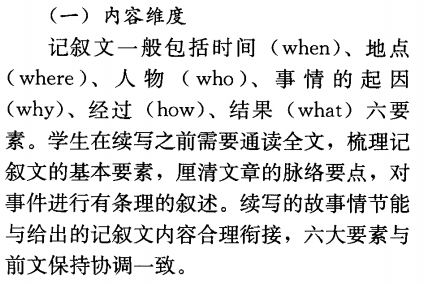 （一）内容维度
记叙文一般包括时间（when）、地点
（where）、人物（who）、事情的起因
(why)、经过（how）、结果（what）六要
素。学生在续写之前需要通读全文，梳理记
叙文的基本要素，厘清文章的脉络要点，对
事件进行有条理的叙述。续写的故事情节能
与给出的记叙文内容合理衔接，六大要素与
前文保持协调一致。